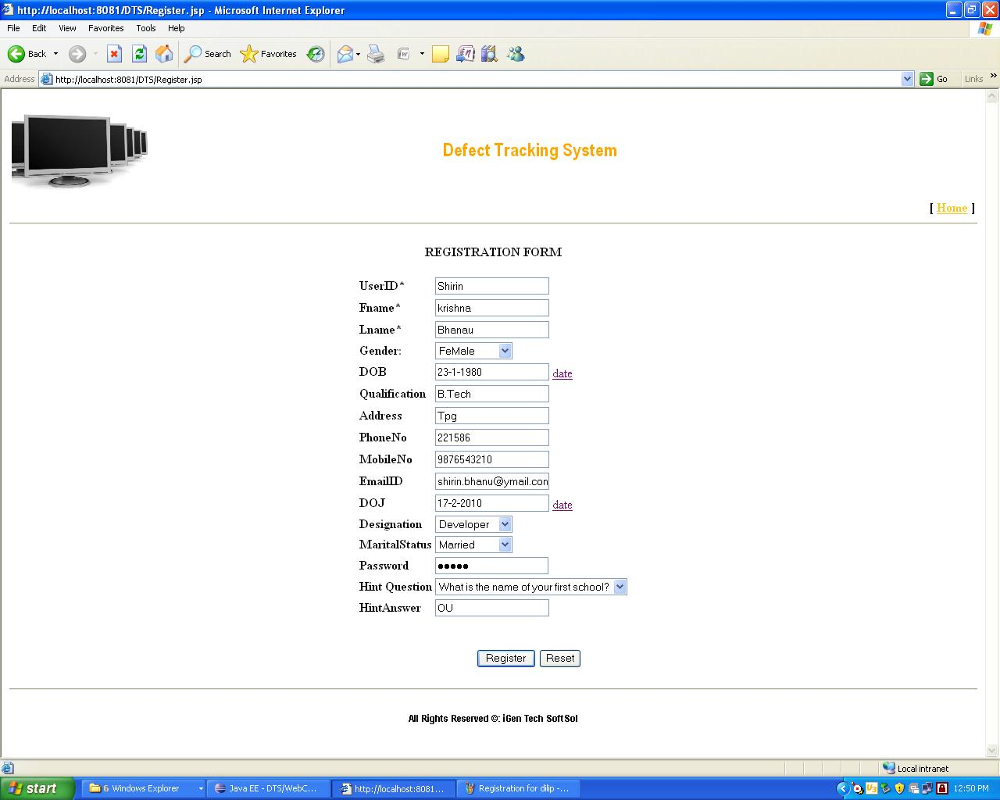 http://localhost:8081/DTS/Register.jsp - Microsoft Internet Explorer
File Edit View Favorites Tools Help
Back Search Favorites
Address http://localhost:8081/DTS/Register.jsp Go Links »
Defect Tracking System
[ Home ]
REGISTRATION FORM
UserID* Shirin
Fname* krishna
Lname* Bhanau
Gender: FeMale
DOB 23-1-1980 date
Qualification B.Tech
Address Tpg
PhoneNo 221586
MobileNo 9876543210
EmailID shirin.bhanu@ymail.con
DOJ 17-2-2010 date
Designation Developer
MaritalStatus Married
Password •••••
Hint Question What is the name of your first school?
HintAnswer OU
Register Reset
All Rights Reserved ©: iGen Tech SoftSol
Local intranet
start 6 Windows Explorer Java EE - DTS/WebC... http://localhost:8081... Registration for dilip -... 12:50 PM